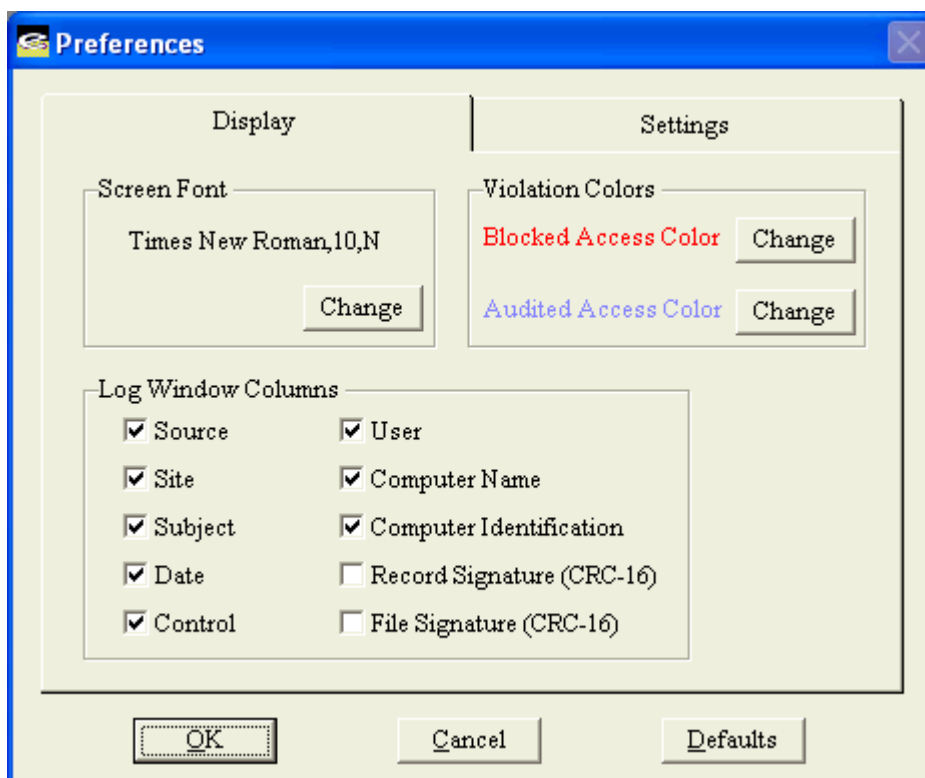 Preferences
Display
Settings
Screen Font
Times New Roman,10,N
Change
Violation Colors
Blocked Access Color
Change
Audited Access Color
Change
Log Window Columns
Source
Site
Subject
Date
Control
User
Computer Name
Computer Identification
Record Signature (CRC-16)
File Signature (CRC-16)
OK
Cancel
Defaults